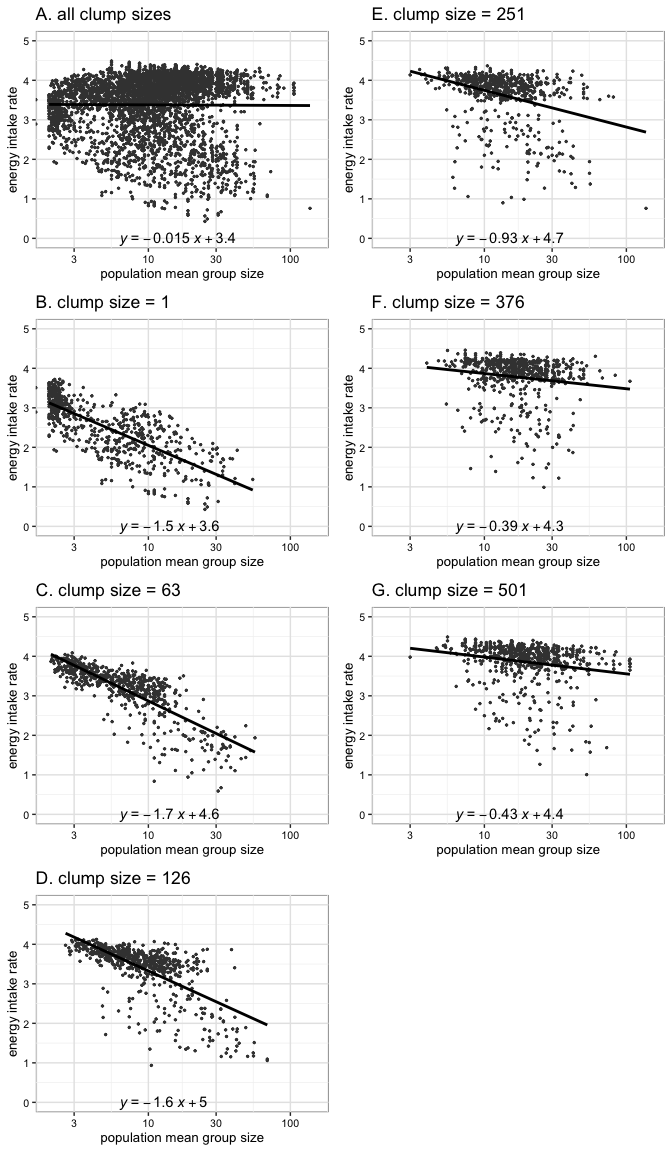 A. all clump sizes
5
4
3
2
1
0
energy intake rate
y = −0.015 x + 3.4
3 10 30 100
population mean group size
B. clump size = 1
5
4
3
2
1
0
energy intake rate
y = −1.5 x + 3.6
3 10 30 100
population mean group size
C. clump size = 63
5
4
3
2
1
0
energy intake rate
y = −1.7 x + 4.6
3 10 30 100
population mean group size
D. clump size = 126
5
4
3
2
1
0
energy intake rate
y = −1.6 x + 5
3 10 30 100
population mean group size
E. clump size = 251
5
4
3
2
1
0
energy intake rate
y = −0.93 x + 4.7
3 10 30 100
population mean group size
F. clump size = 376
5
4
3
2
1
0
energy intake rate
y = −0.39 x + 4.3
3 10 30 100
population mean group size
G. clump size = 501
5
4
3
2
1
0
energy intake rate
y = −0.43 x + 4.4
3 10 30 100
population mean group size